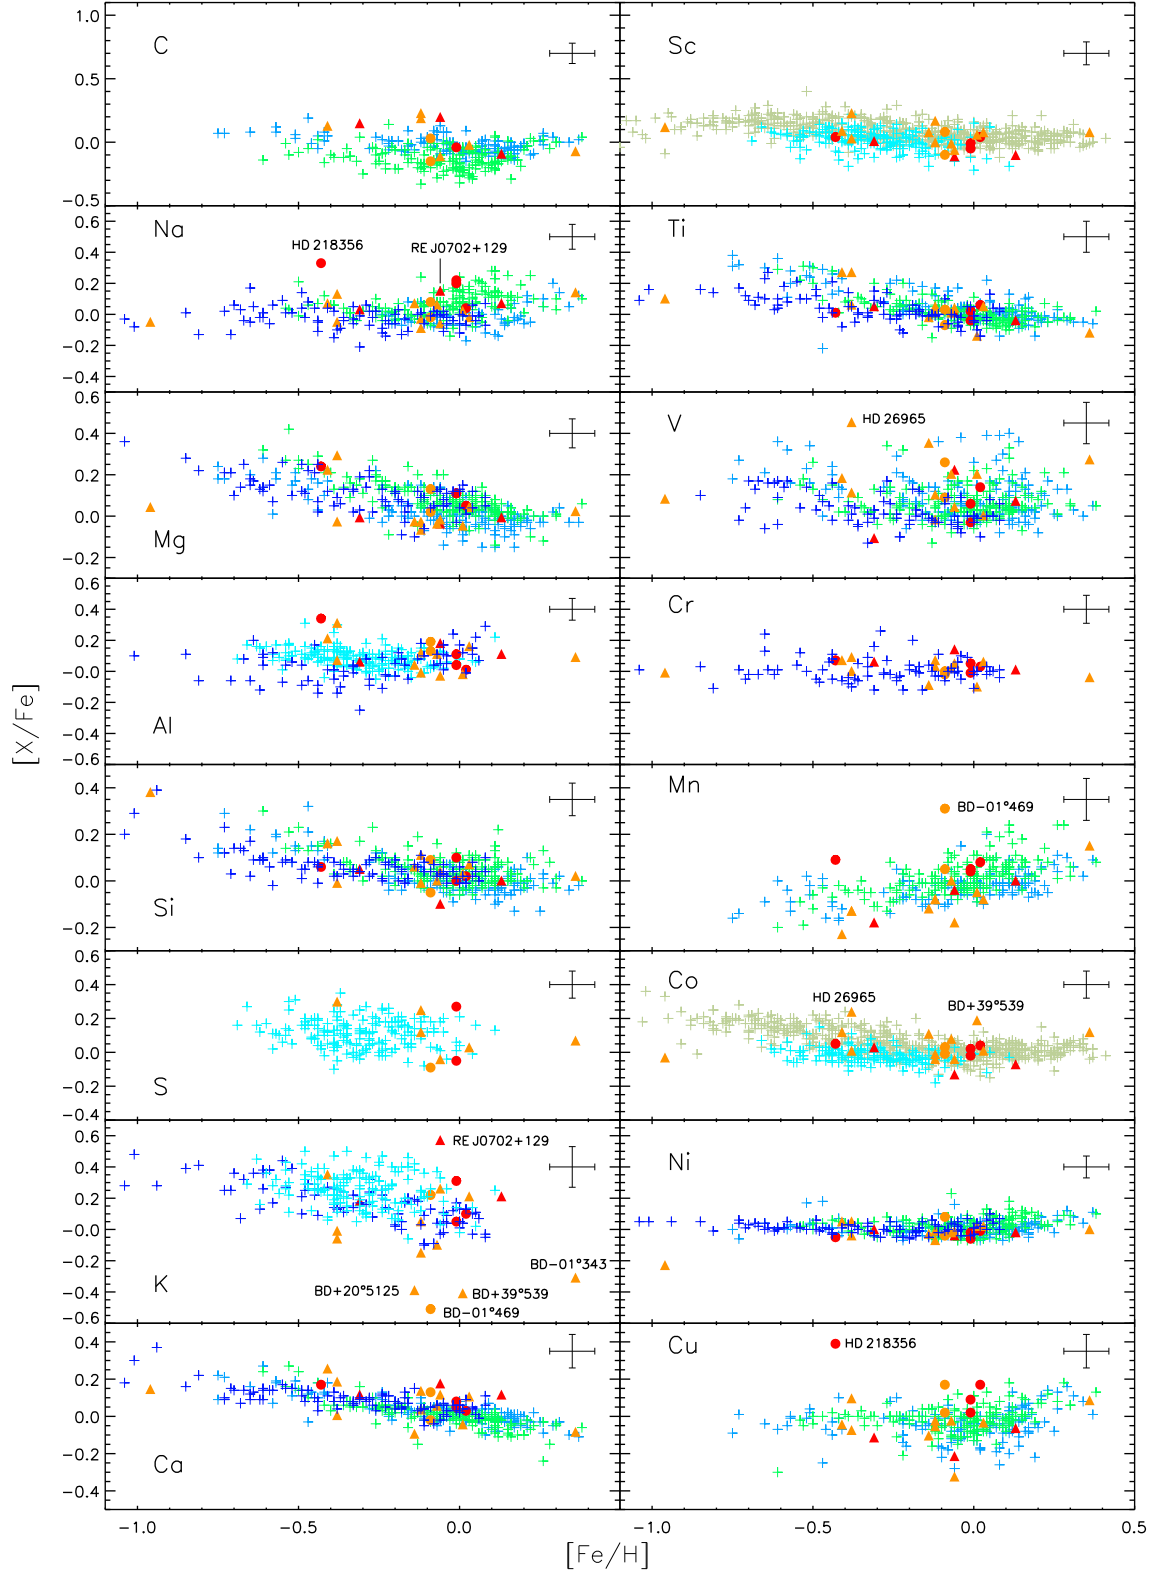 1.0
0.5
0.0
−0.5
C
Sc
0.6
0.4
0.2
0.0
−0.2
−0.4
Na
HD 218356
RE J0702+129
Ti
0.6
0.4
0.2
0.0
−0.2
Mg
V
HD 26965
0.6
0.4
0.2
0.0
−0.2
−0.4
−0.6
Al
Cr
[X/Fe]
0.4
0.2
0.0
−0.2
Si
Mn
BD−01°469
0.6
0.4
0.2
0.0
−0.2
−0.4
S
Co
HD 26965
BD+39°539
0.6
0.4
0.2
0.0
−0.2
−0.4
−0.6
K
RE J0702+129
BD−01°343
BD+20°5125
BD+39°539
BD−01°469
Ni
0.4
0.2
0.0
−0.2
−0.4
Ca
Cu
HD 218356
−1.0
−0.5
0.0
−1.0
−0.5
0.0
0.5
[Fe/H]